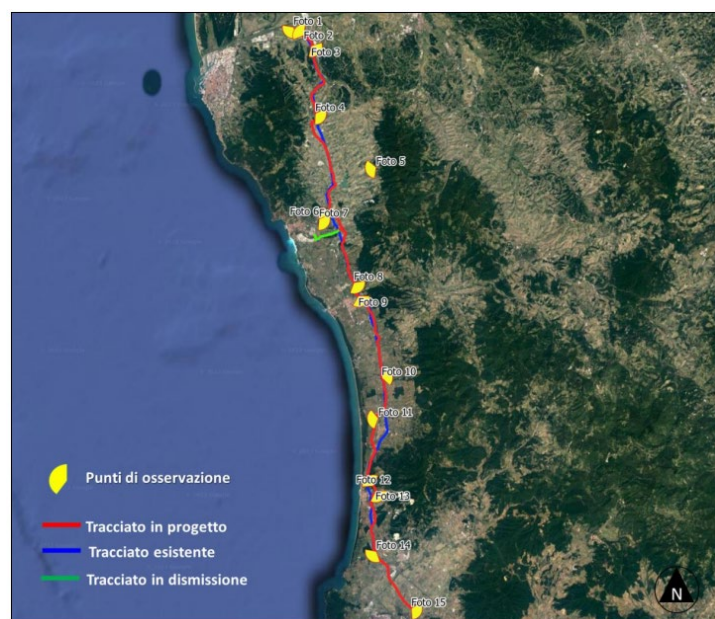 Foto 1
Foto 2
Foto 3
Foto 4
Foto 5
Foto 6
Foto 7
Foto 8
Foto 9
Foto 10
Foto 11
Foto 12
Foto 13
Foto 14
Foto 15
Punti di osservazione
Tracciato in progetto
Tracciato esistente
Tracciato in dismissione
N